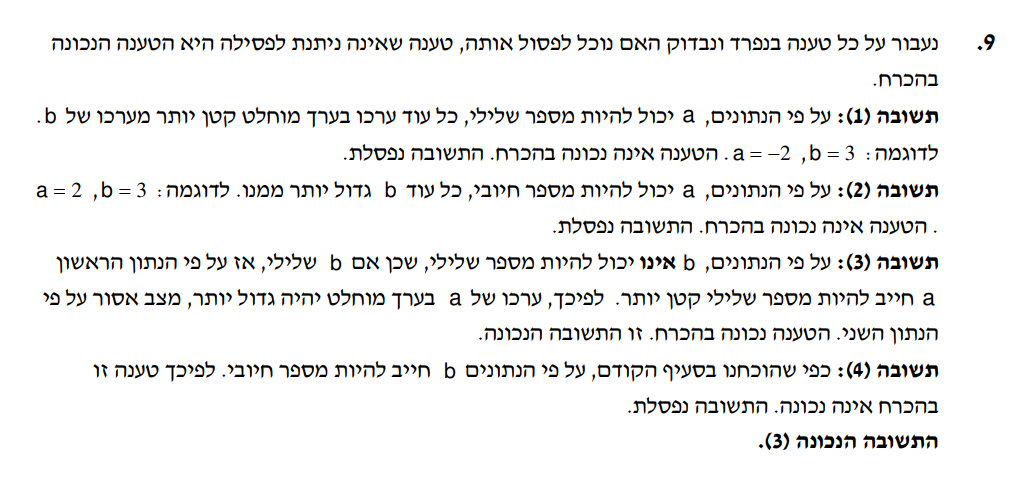 9. נעבור על כל טענה בנפרד ונבדוק האם נוכל לפסול אותה, טענה שאינה ניתנת לפסילה היא הטענה הנכונה
בהכרח.
תשובה (1): על פי הנתונים, a יכול להיות מספר שלילי, כל עוד ערכו בערך מוחלט קטן יותר מערכו של b.
לדוגמה: a = −2 ,b = 3. הטענה אינה נכונה בהכרח. התשובה נפסלת.
תשובה (2): על פי הנתונים, a יכול להיות מספר חיובי, כל עוד b גדול יותר ממנו. לדוגמה: a = 2 ,b = 3
. הטענה אינה נכונה בהכרח. התשובה נפסלת.
תשובה (3): על פי הנתונים, b אינו יכול להיות מספר שלילי, שכן אם b שלילי, אז על פי הנתון הראשון
a חייב להיות מספר שלילי קטן יותר. לפיכך, ערכו של a בערך מוחלט יהיה גדול יותר, מצב אסור על פי
הנתון השני. הטענה נכונה בהכרח. זו התשובה הנכונה.
תשובה (4): כפי שהוכחנו בסעיף הקודם, על פי הנתונים b חייב להיות מספר חיובי. לפיכך טענה זו
בהכרח אינה נכונה. התשובה נפסלת.
התשובה הנכונה (3).